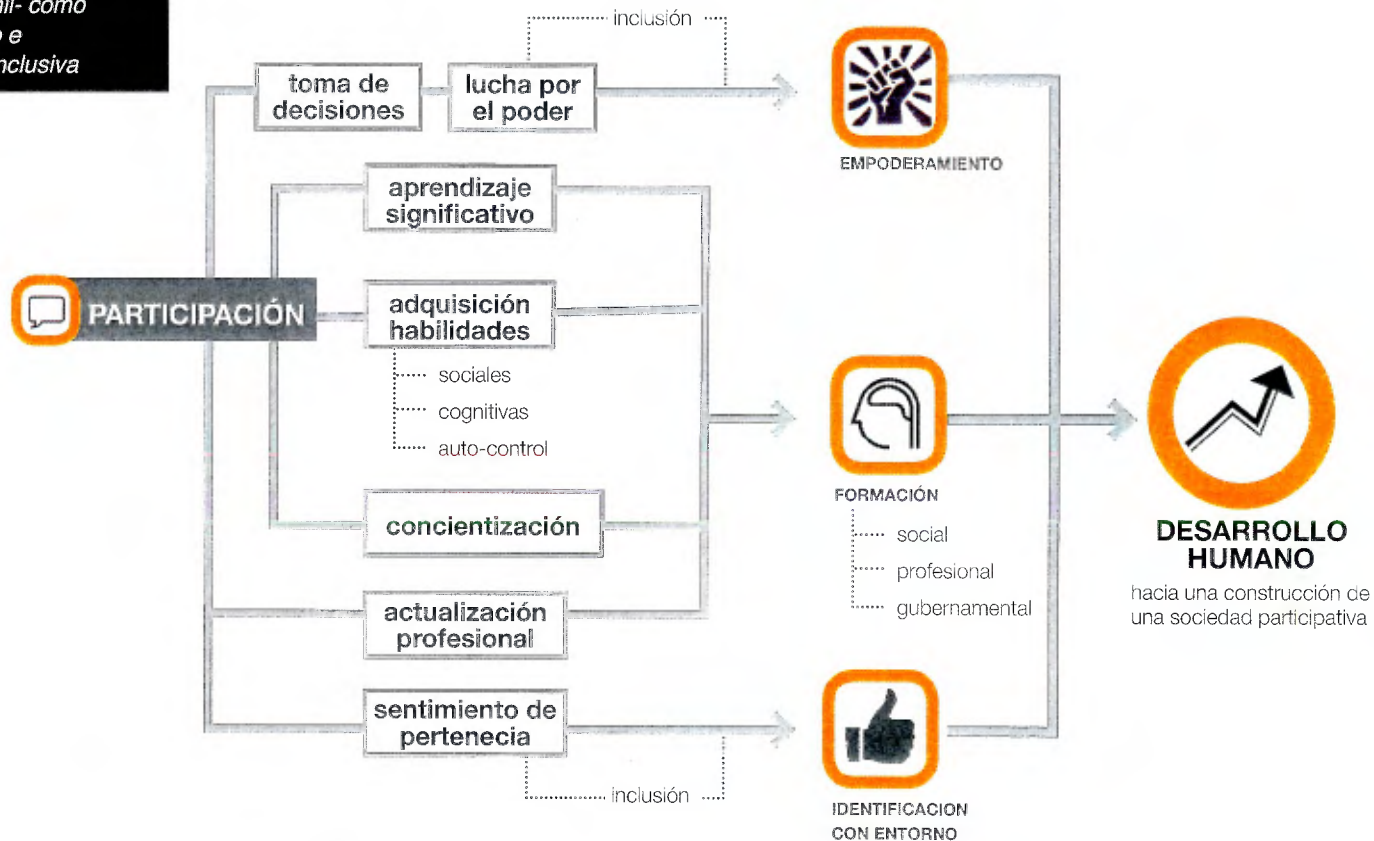 como
e
nclusiva
inclusión
toma de
decisiones
lucha por
el poder
EMPODERAMIENTO
aprendizaje
significativo
PARTICIPACIÓN
adquisición
habilidades
sociales
cognitivas
auto-control
FORMACIÓN
social
profesional
gubernamental
concientización
DESARROLLO
HUMANO
hacia una construcción de
una sociedad participativa
actualización
profesional
sentimiento de
pertenecia
inclusión
IDENTIFICACION
CON ENTORNO